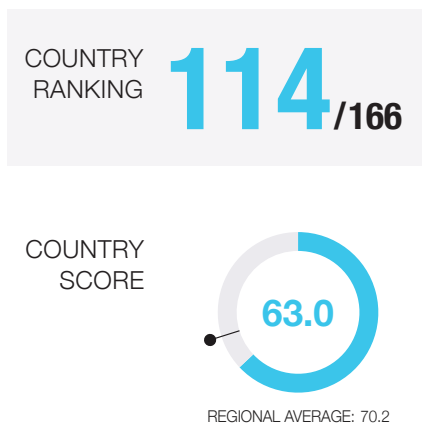 COUNTRY
RANKING
114/166
COUNTRY
SCORE
63.0
REGIONAL AVERAGE: 70.2